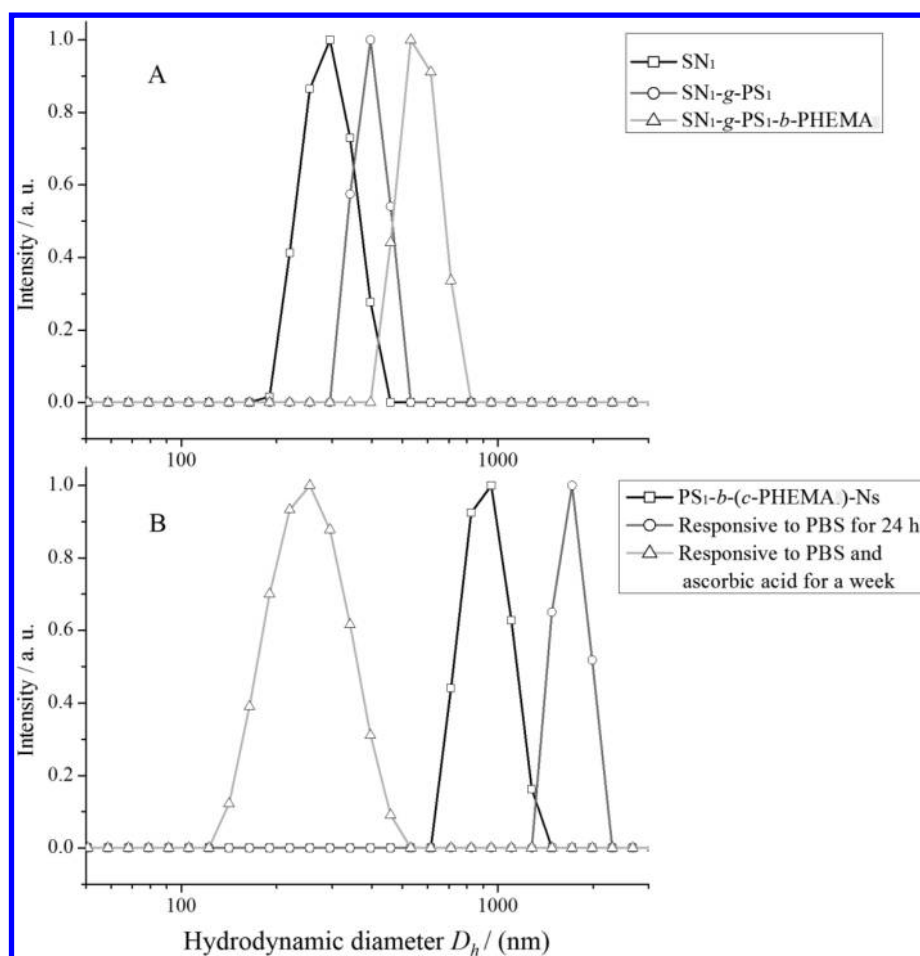 A
1.0
0.8
0.6
0.4
0.2
0.0
Intensity / a. u.
SN₁
SN₁-g-PS₁
SN₁-g-PS₁-b-PHEMA
100
1000
B
1.0
0.8
0.6
0.4
0.2
0.0
Intensity / a. u.
PS₁-b-(c-PHEMA)-Ns
Responsive to PBS for 24 h
Responsive to PBS and
ascorbic acid for a week
100
1000
Hydrodynamic diameter Dₕ / (nm)